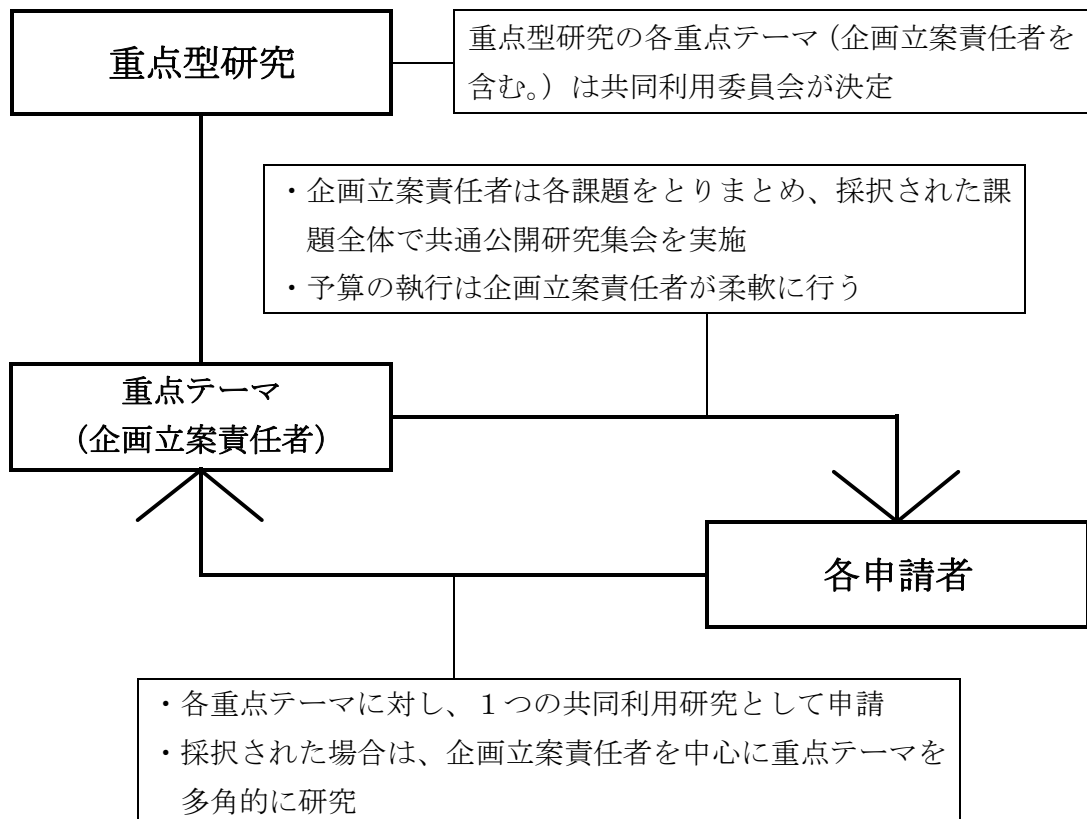 重点型研究
重点型研究の各重点テーマ（企画立案責任者を
含む。）は共同利用委員会が決定
・企画立案責任者は各課題をとりまとめ、採択された課
題全体で共通公開研究集会を実施
・予算の執行は企画立案責任者が柔軟に行う
重点テーマ
（企画立案責任者）
各申請者
・各重点テーマに対し、１つの共同利用研究として申請
・採択された場合は、企画立案責任者を中心に重点テーマを
多角的に研究